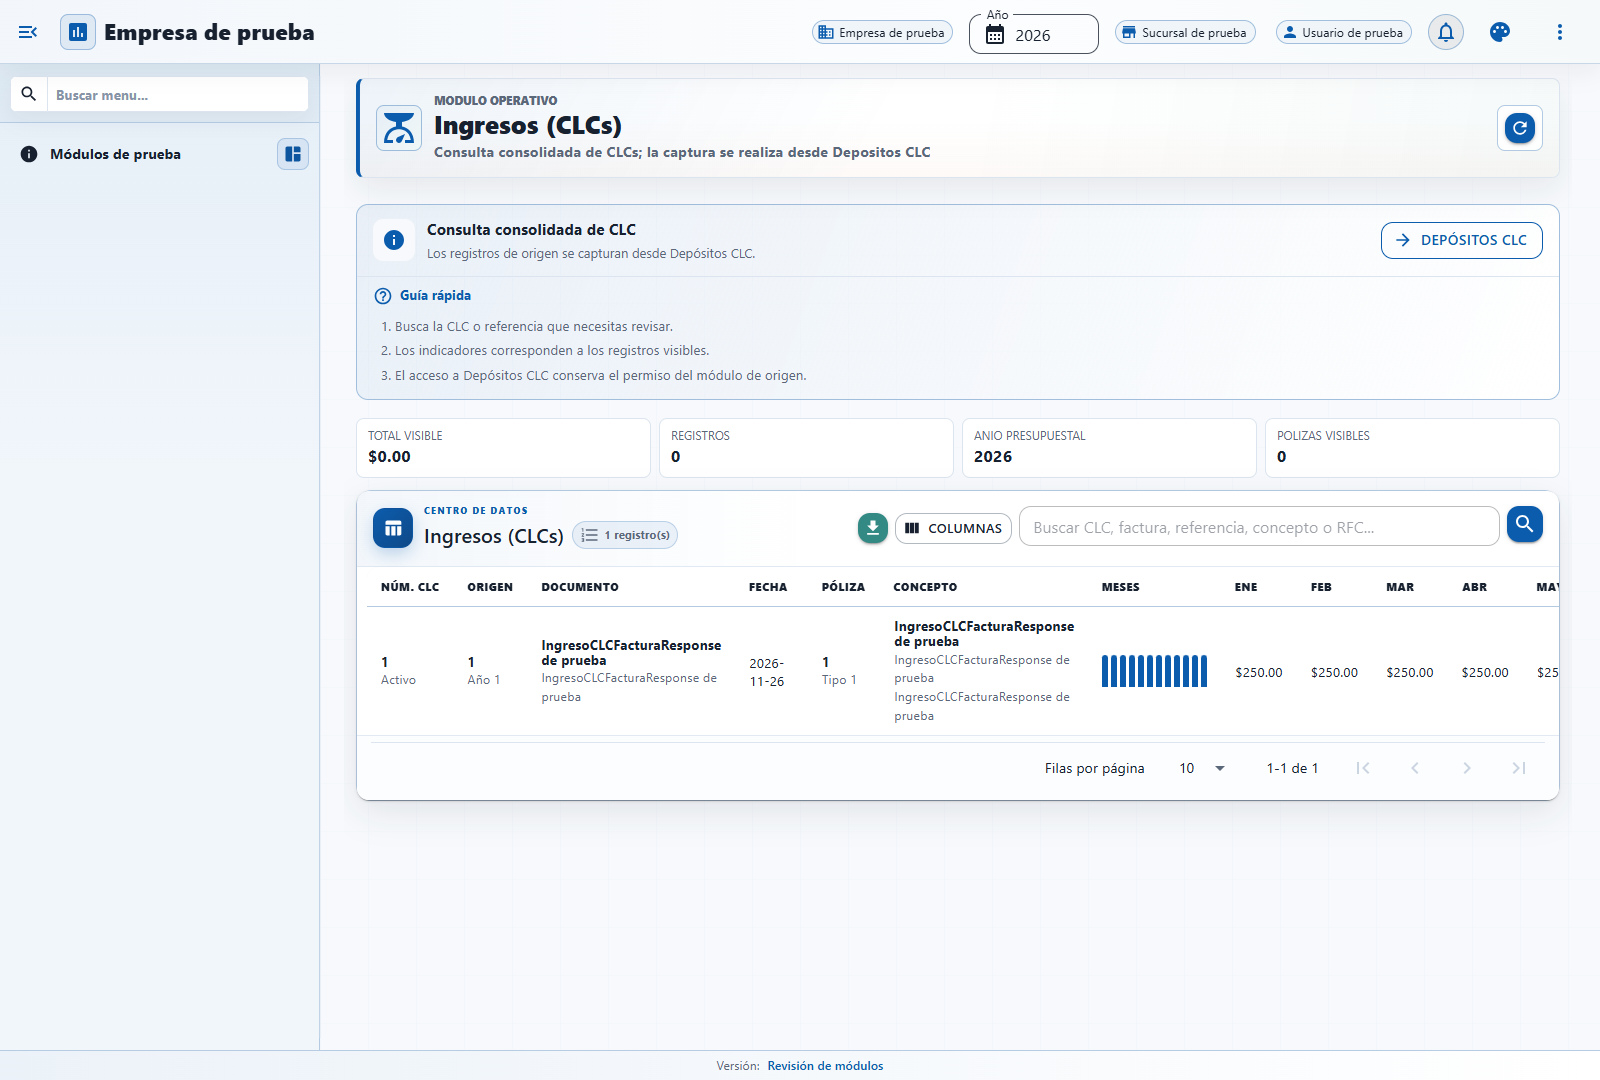 Empresa de prueba
Empresa de prueba
Año
2026
Sucursal de prueba
Usuario de prueba
Buscar menu...
Módulos de prueba
MODULO OPERATIVO
Ingresos (CLCs)
Consulta consolidada de CLCs; la captura se realiza desde Depositos CLC
Consulta consolidada de CLC
Los registros de origen se capturan desde Depósitos CLC.
DEPÓSITOS CLC
Guía rápida
1. Busca la CLC o referencia que necesitas revisar.
2. Los indicadores corresponden a los registros visibles.
3. El acceso a Depósitos CLC conserva el permiso del módulo de origen.
TOTAL VISIBLE
$0.00
REGISTROS
0
ANIO PRESUPUESTAL
2026
POLIZAS VISIBLES
0
CENTRO DE DATOS
Ingresos (CLCs)
1 registro(s)
COLUMNAS
Buscar CLC, factura, referencia, concepto o RFC...
NÚM. CLC ORIGEN DOCUMENTO FECHA PÓLIZA CONCEPTO MESES ENE FEB MAR ABR MAY
1
Activo
1
Año 1
IngresoCLCFacturaResponse
de prueba
IngresoCLCFacturaResponse de
prueba
2026-
11-26
1
Tipo 1
IngresoCLCFacturaResponse
de prueba
IngresoCLCFacturaResponse de
prueba
IngresoCLCFacturaResponse de
prueba
$250.00 $250.00 $250.00 $250.00 $25
Filas por página 10 1-1 de 1
Versión: Revisión de módulos